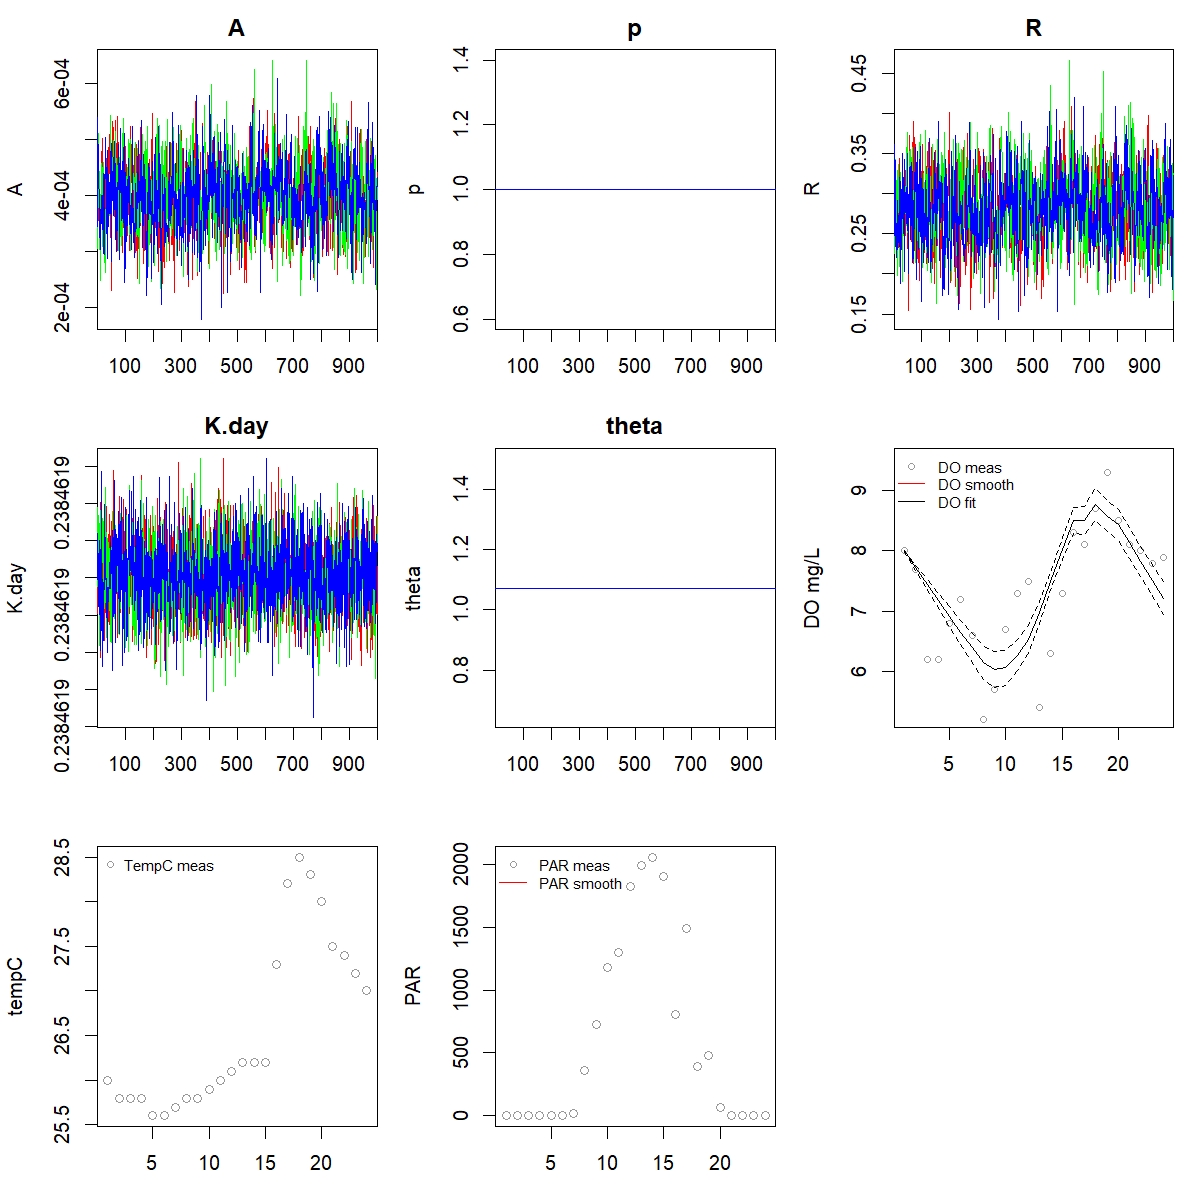 A
p
R
6e-04
4e-04
2e-04
A
100 300 500 700 900
1.4
1.2
1.0
0.8
0.6
p
100 300 500 700 900
0.45
0.35
0.25
0.15
R
100 300 500 700 900
K.day
theta
0.2384619
0.2384619
0.2384619
0.2384619
K.day
100 300 500 700 900
1.4
1.2
1.0
0.8
theta
100 300 500 700 900
DO meas
DO smooth
DO fit
9
8
7
6
DO mg/L
5 10 15 20
TempC meas
28.5
27.5
26.5
25.5
tempC
5 10 15 20
PAR meas
PAR smooth
2000
1500
1000
500
0
PAR
5 10 15 20